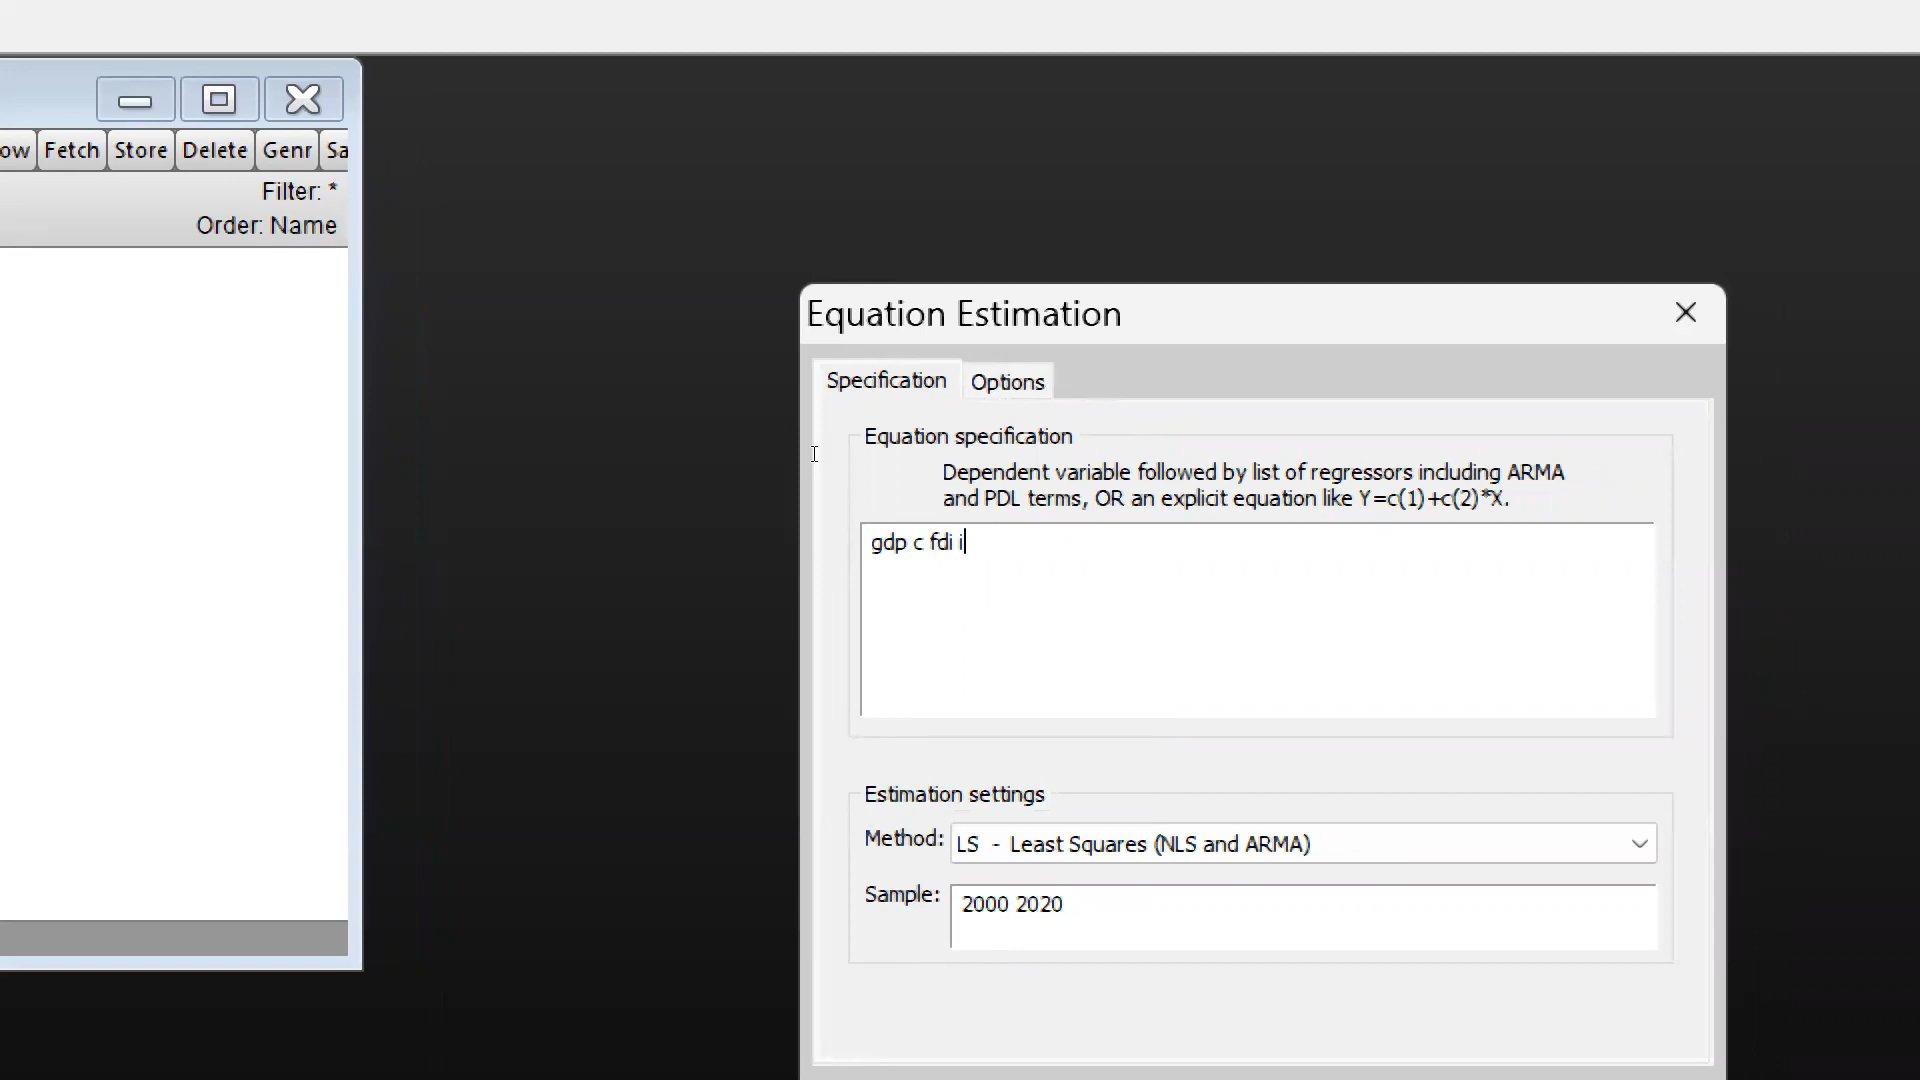 ow Fetch Store Delete Genr Sa
Filter: *
Order: Name
Equation Estimation
Specification Options
Equation specification
Dependent variable followed by list of regressors including ARMA
and PDL terms, OR an explicit equation like Y=c(1)+c(2)*X.
gdp c fdi i
Estimation settings
Method: LS - Least Squares (NLS and ARMA)
Sample: 2000 2020